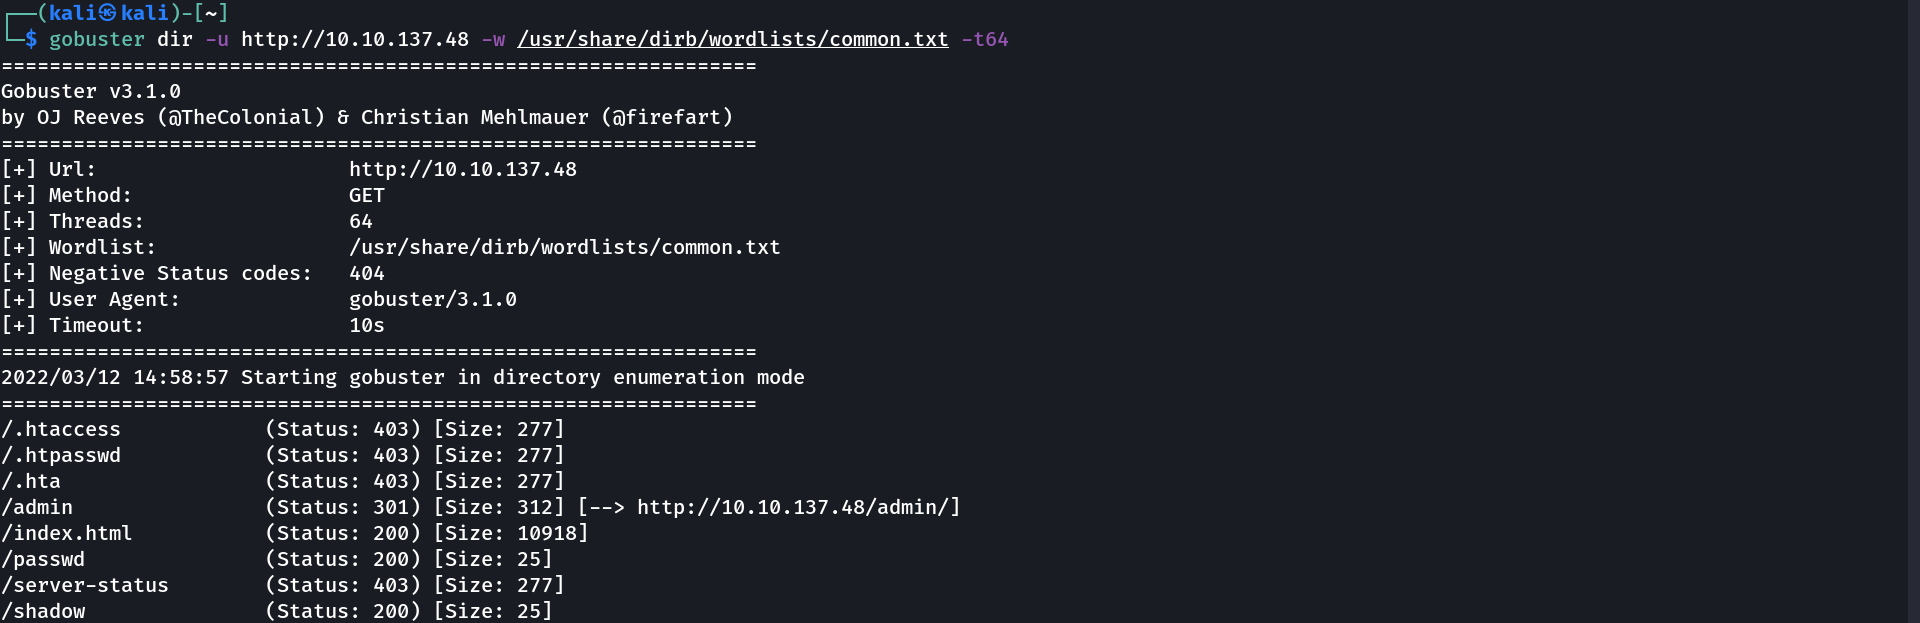 ┌──(kali㉿kali)-[~]
└─$ gobuster dir -u http://10.10.137.48 -w /usr/share/dirb/wordlists/common.txt -t64
===============================================================
Gobuster v3.1.0
by OJ Reeves (@TheColonial) & Christian Mehlmauer (@firefart)
===============================================================
[+] Url:                     http://10.10.137.48
[+] Method:                  GET
[+] Threads:                 64
[+] Wordlist:                /usr/share/dirb/wordlists/common.txt
[+] Negative Status codes:   404
[+] User Agent:              gobuster/3.1.0
[+] Timeout:                 10s
===============================================================
2022/03/12 14:58:57 Starting gobuster in directory enumeration mode
===============================================================
/.htaccess            (Status: 403) [Size: 277]
/.htpasswd            (Status: 403) [Size: 277]
/.hta                 (Status: 403) [Size: 277]
/admin                (Status: 301) [Size: 312] [--> http://10.10.137.48/admin/]
/index.html           (Status: 200) [Size: 10918]
/passwd               (Status: 200) [Size: 25]
/server-status        (Status: 403) [Size: 277]
/shadow               (Status: 200) [Size: 25]